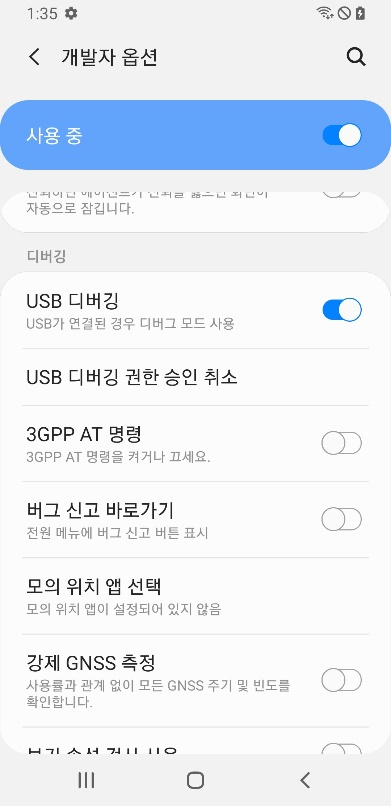 1:35
개발자 옵션
사용 중
자동으로 잠깁니다.
디버깅
USB 디버깅
USB가 연결된 경우 디버그 모드 사용
USB 디버깅 권한 승인 취소
3GPP AT 명령
3GPP AT 명령을 켜거나 끄세요.
버그 신고 바로가기
전원 메뉴에 버그 신고 버튼 표시
모의 위치 앱 선택
모의 위치 앱이 설정되어 있지 않음
강제 GNSS 측정
사용률과 관계 없이 모든 GNSS 주기 및 빈도를
확인합니다.